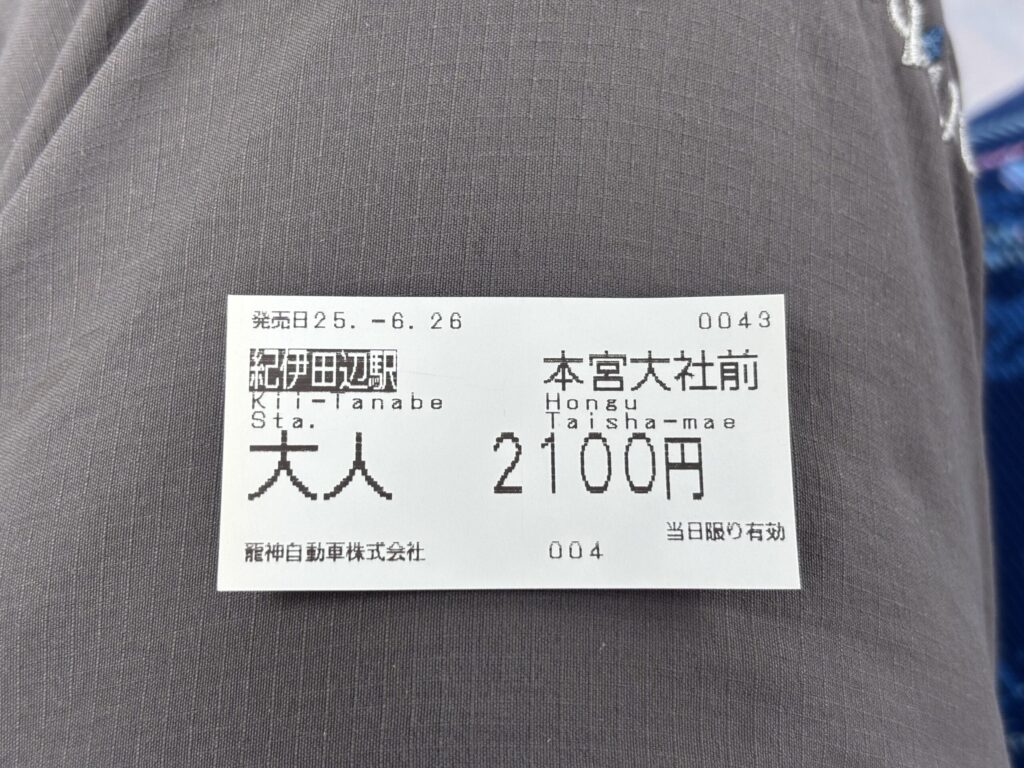 発売日25.-6.26 0043
紀伊田辺駅 本宮大社前
Kii-Tanabe Hongu
Sta. Taisha-mae
大人 2100円
当日限り有効
龍神自動車株式会社 004